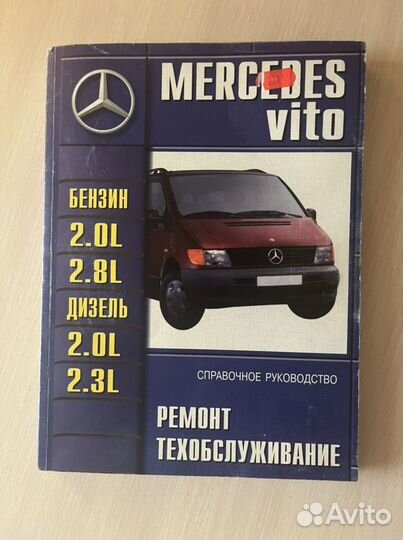 MERCEDES
vito
БЕНЗИН
2.0L
2.8L
ДИЗЕЛЬ
2.0L
2.3L
СПРАВОЧНОЕ РУКОВОДСТВО
РЕМОНТ
ТЕХОБСЛУЖИВАНИЕ
Avito